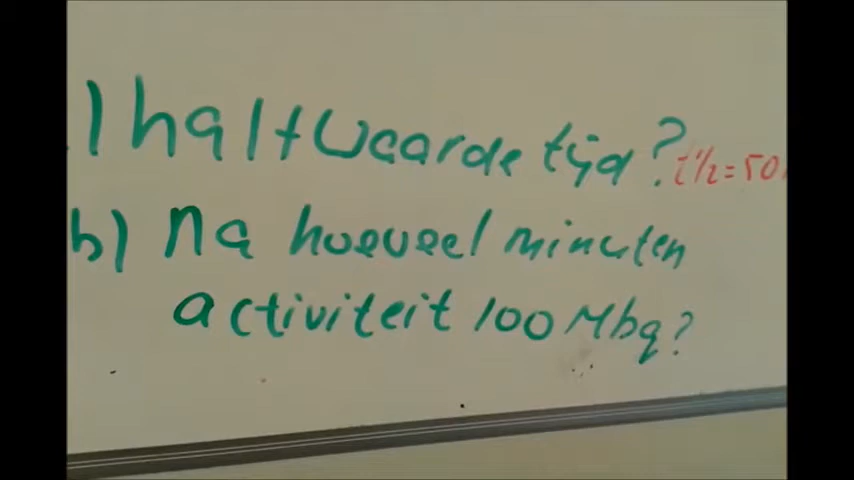 ) halfwaarde tijd? t½=50
b) na hoeveel minuten
activiteit 100 Mbq?